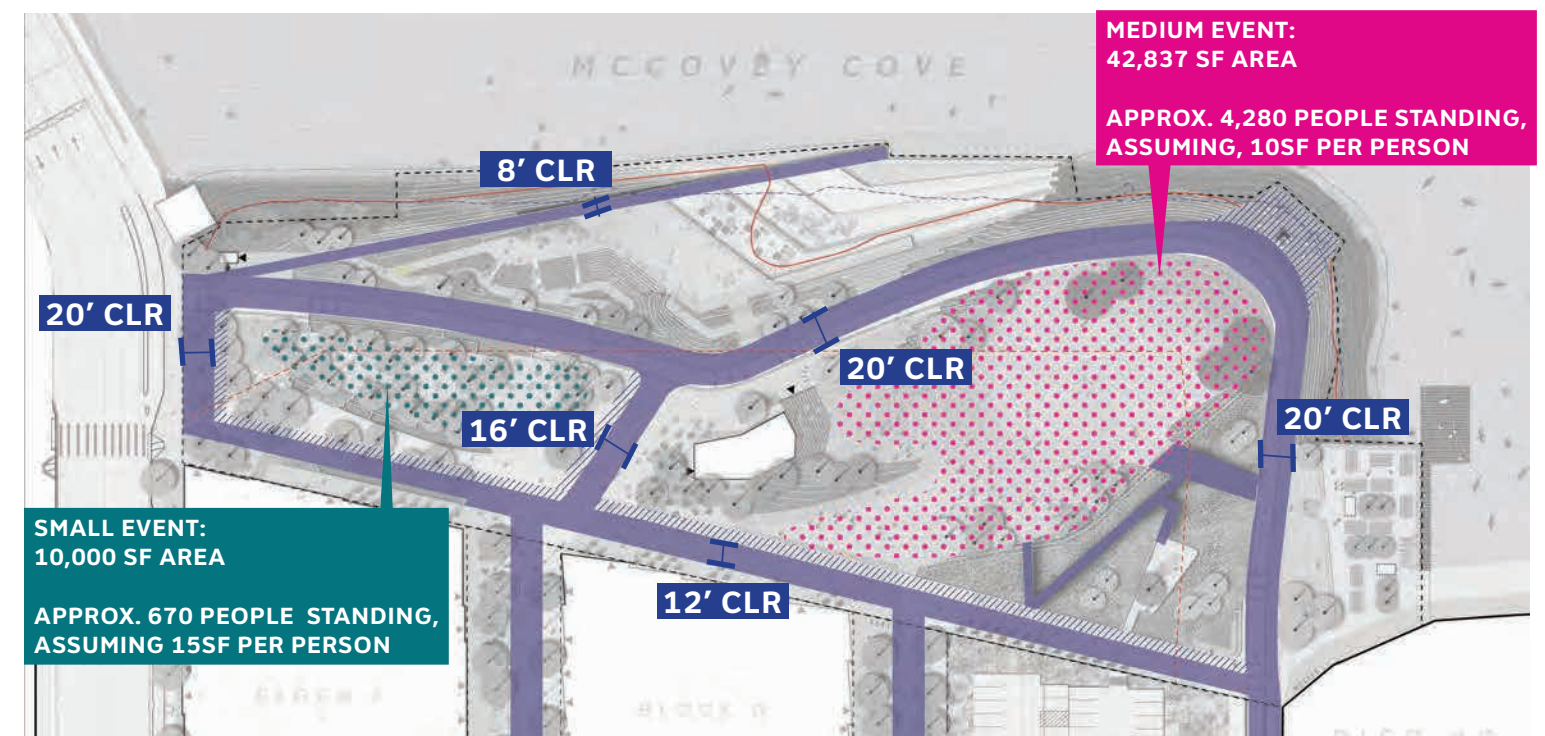 MCCOVEY COVE
MEDIUM EVENT:
42,837 SF AREA
APPROX. 4,280 PEOPLE STANDING,
ASSUMING, 10SF PER PERSON
8’ CLR
20’ CLR
20’ CLR
20’ CLR
16’ CLR
12’ CLR
SMALL EVENT:
10,000 SF AREA
APPROX. 670 PEOPLE STANDING,
ASSUMING 15SF PER PERSON